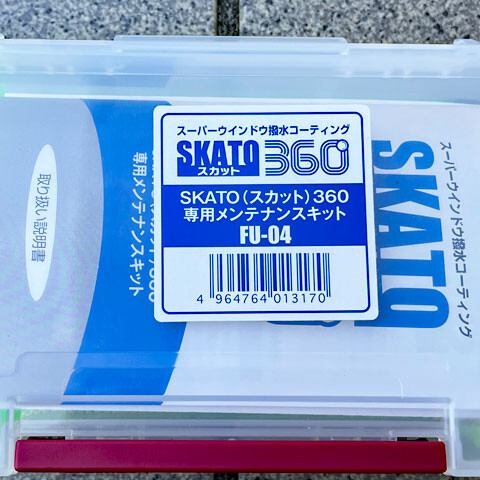 スーパーウインドウ撥水コーティング
SKATO 360°
スカット
SKATO(スカット)360
専用メンテナンスキット
FU-04
4 964764 013170
取り扱い説明書
専用メンテナンスキット
スーパーウィンドウ撥水コーティング
SKATO